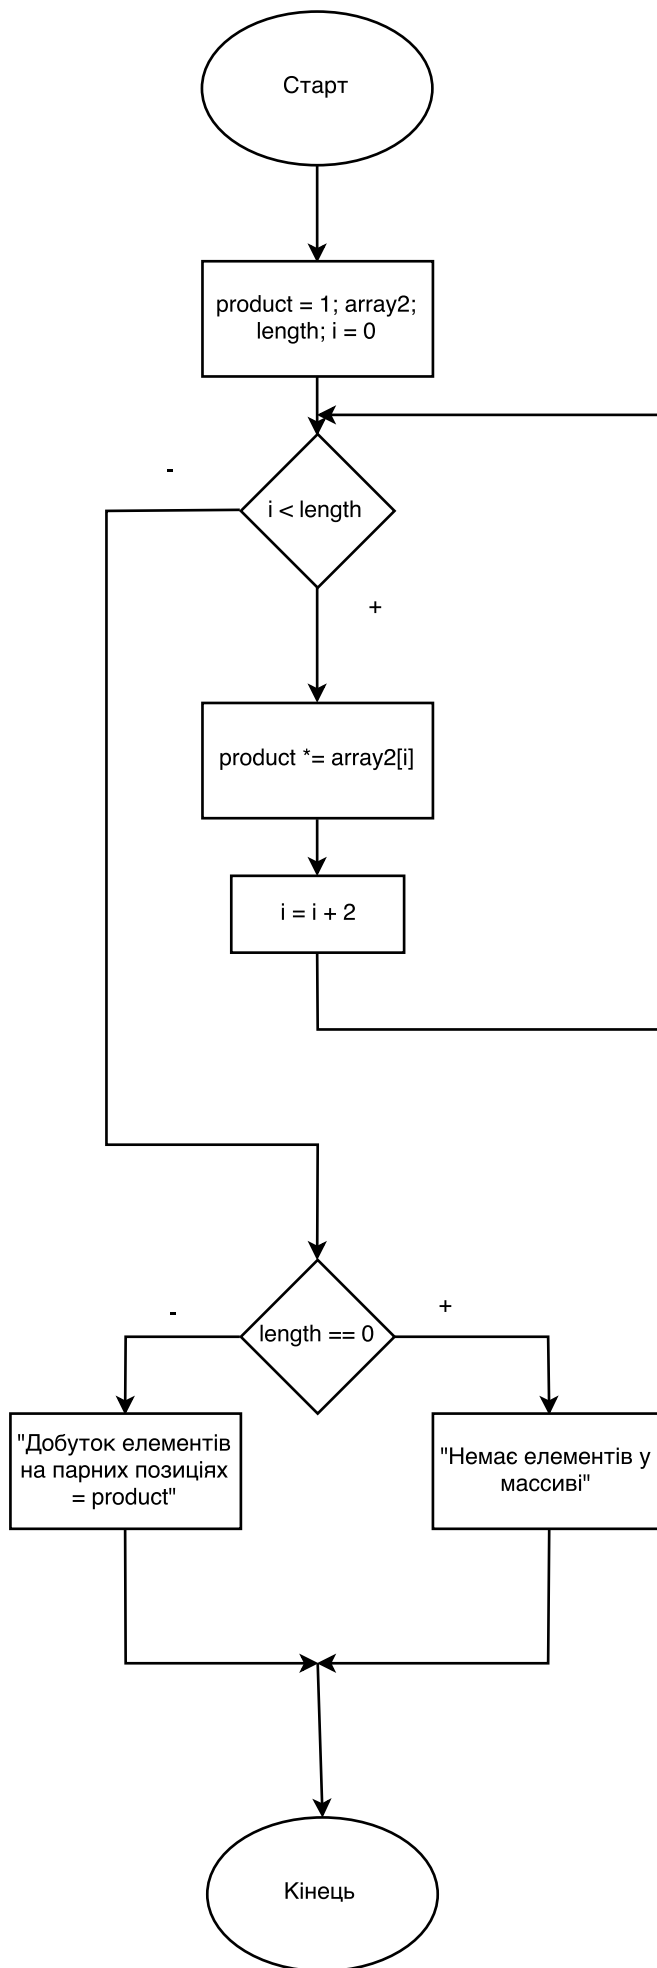 Старт
product = 1; array2;
length; i = 0
-
i < length
+
product *= array2[i]
i = i + 2
-
+
length == 0
"Добуток елементів
на парних позиціях
= product"
"Немає елементів у
массиві"
Кінець